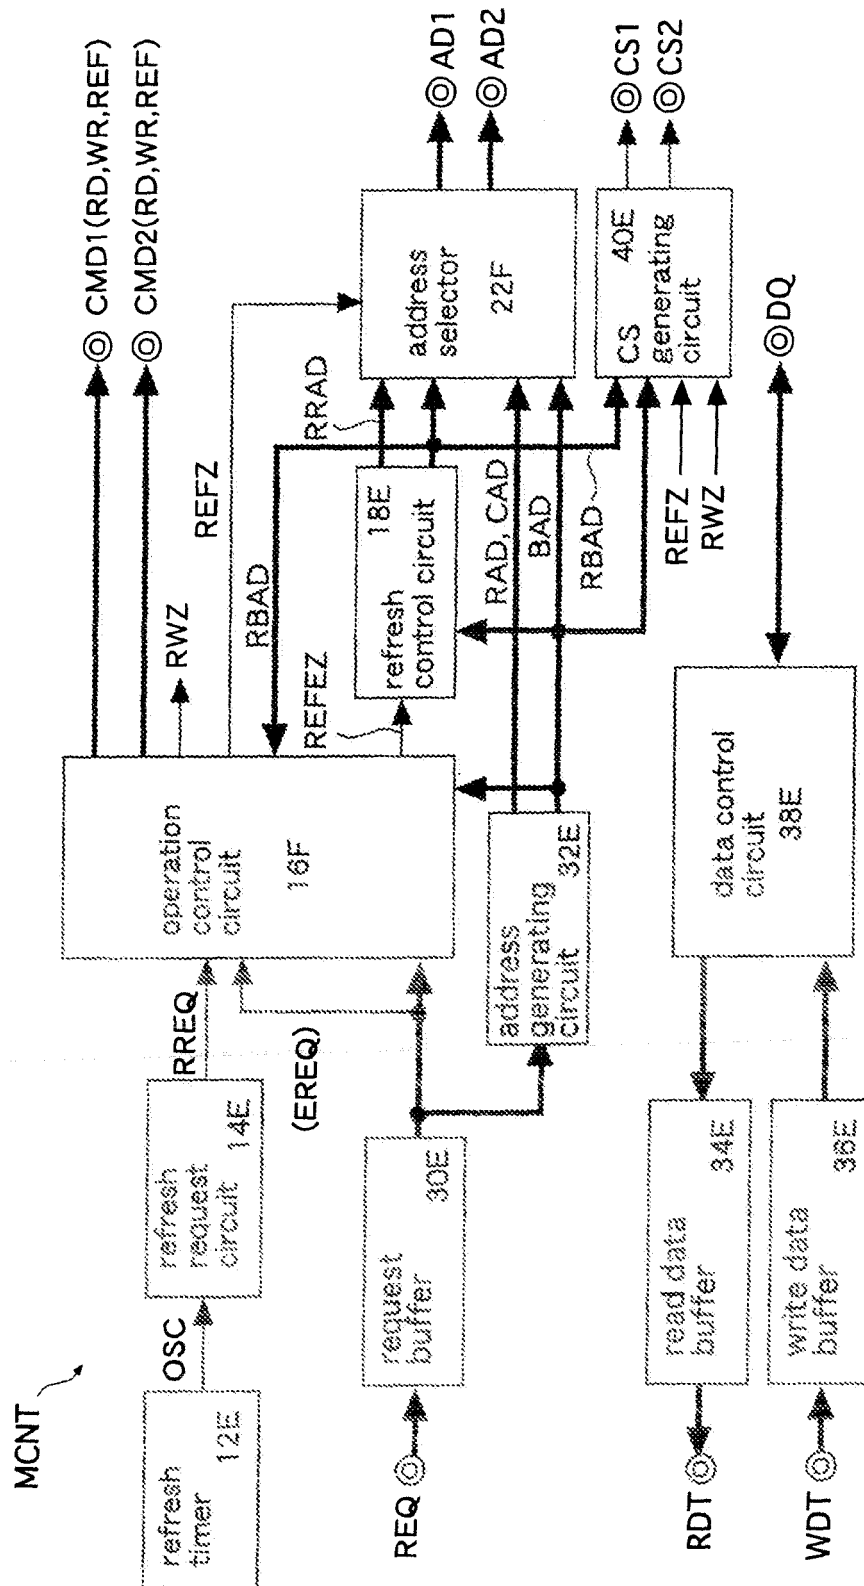 MCNT
refresh
timer
12E
OSC
refresh
request
circuit
14E
RREQ
(EREQ)
operation
control
circuit
16F
CMD1(RD,WR,REF)
CMD2(RD,WR,REF)
RWZ
REFZ
RBAD
REFEZ
refresh
control circuit
18E
RRAD
address
selector
22F
AD1
AD2
REQ
request
buffer
30E
address
generating
circuit
32E
RAD, CAD
BAD
RBAD
REFZ
RWZ
CS
generating
circuit
40E
CS1
CS2
RDT
read data
buffer
34E
WDT
write data
buffer
36E
data control
circuit
38E
DQ